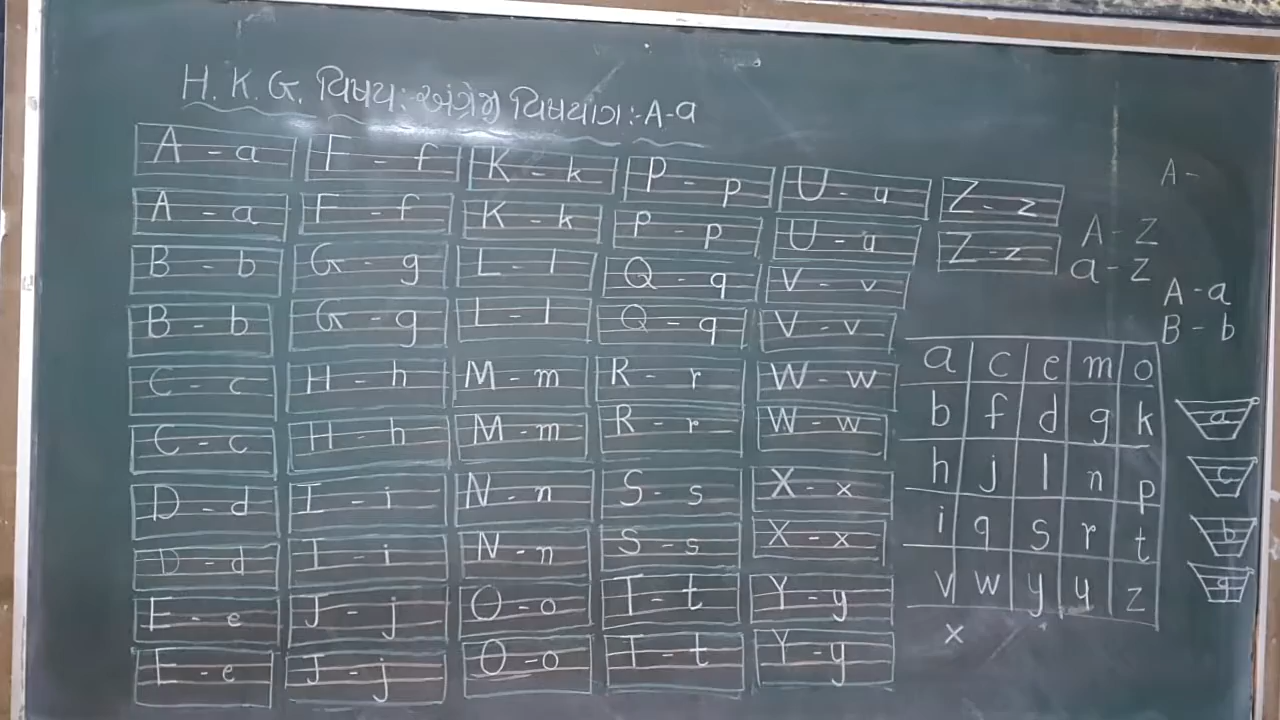 H. K. G. વિષય:-અંગ્રેજી વિષયાંગ:-A-a
A - a F - f K - k P - p U - u Z - z
A - a F - f K - k P - p U - u Z - z
B - b G - g L - l Q - q V - v
B - b G - g L - l Q - q V - v
C - c H - h M - m R - r W - w
C - c H - h M - m R - r W - w
D - d I - i N - n S - s X - x
D - d I - i N - n S - s X - x
E - e J - j O - o T - t Y - y
E - e J - j O - o T - t Y - y
A -
A - Z
a - z
A - a
B - b
a c e m o
b f d g k
h j l n p
i q s r t
v w y u z
x
a
c
b
d